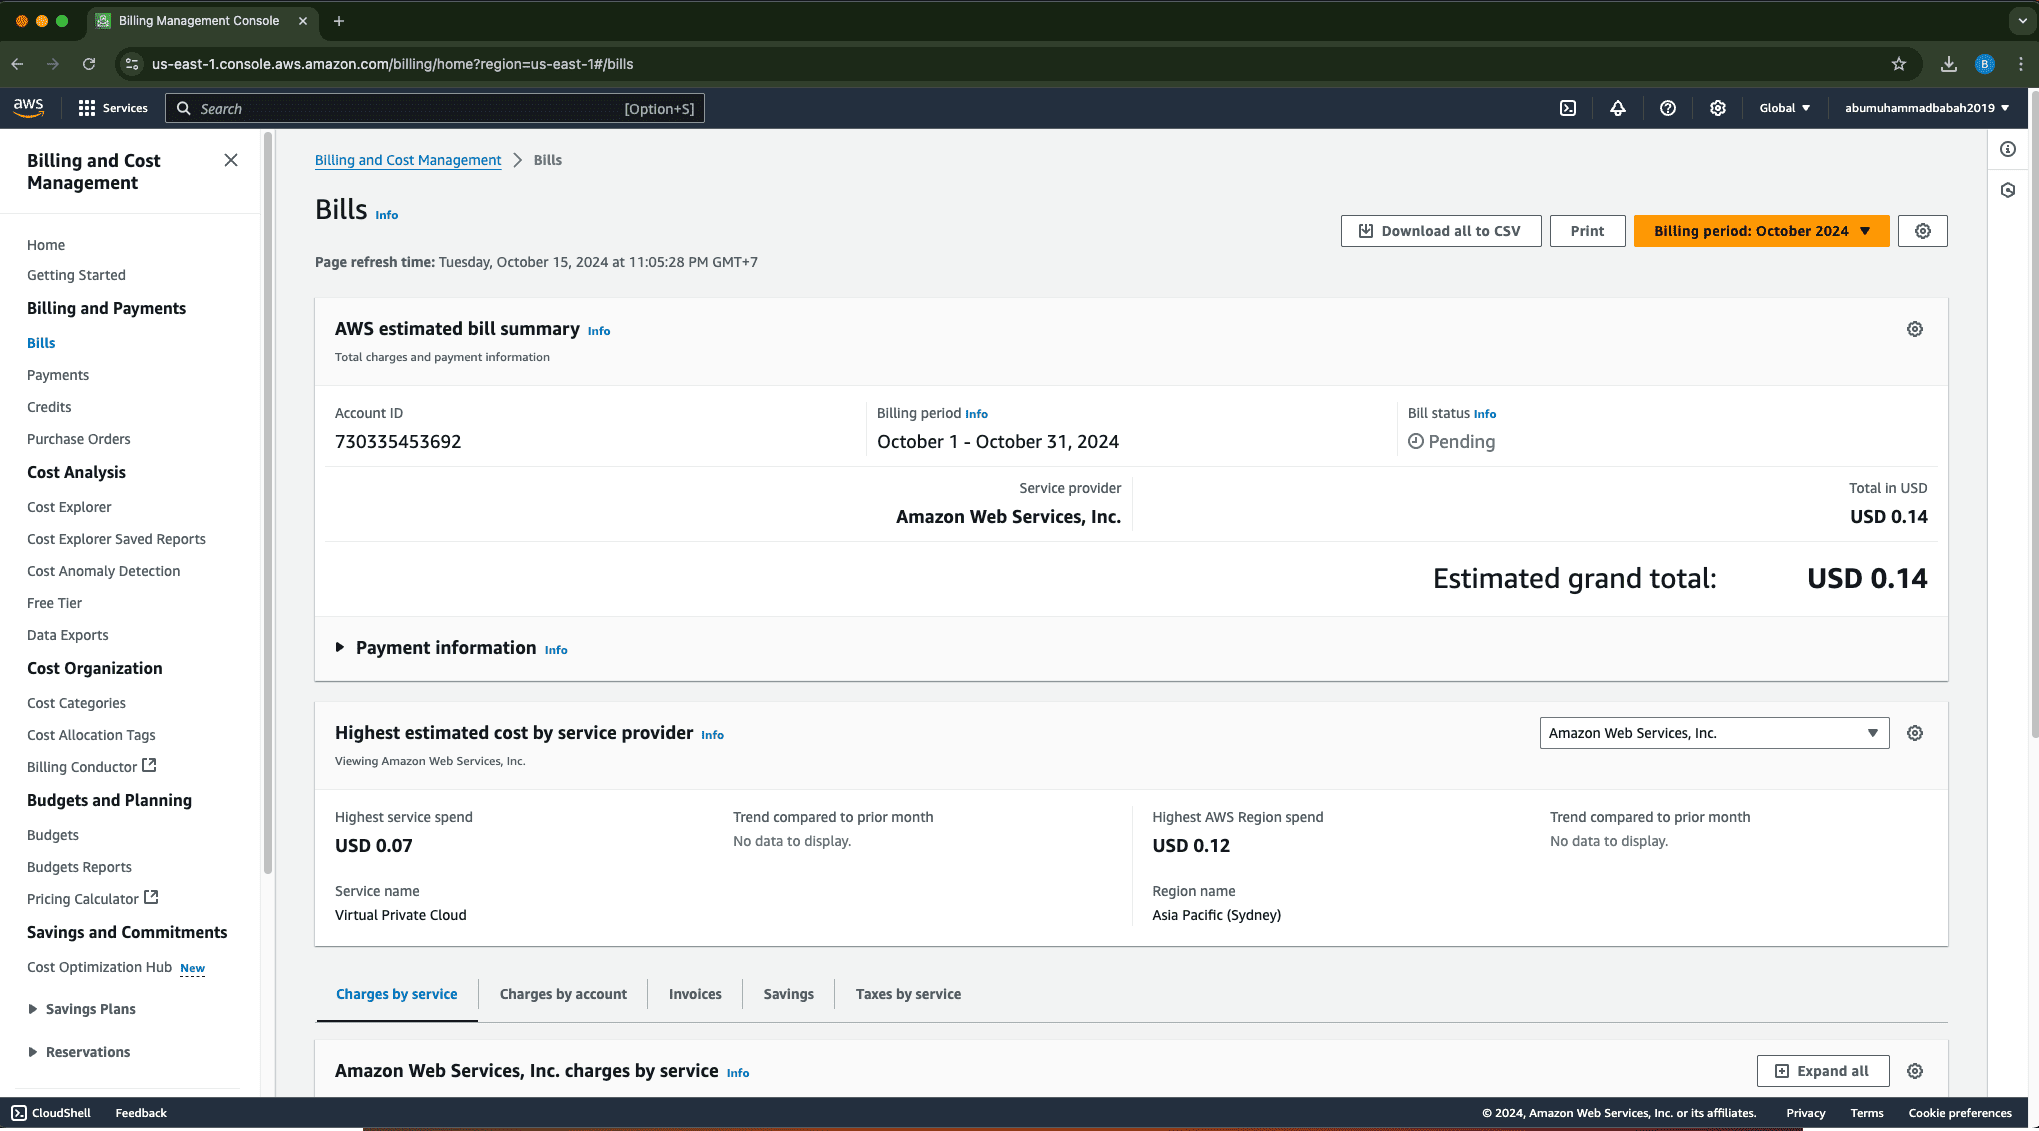 Billing Management Console
us-east-1.console.aws.amazon.com/billing/home?region=us-east-1#/bills
B
aws
Services
Search
[Option+S]
Global
abumuhammadbabah2019
Billing and Cost
Management
Home
Getting Started
Billing and Payments
Bills
Payments
Credits
Purchase Orders
Cost Analysis
Cost Explorer
Cost Explorer Saved Reports
Cost Anomaly Detection
Free Tier
Data Exports
Cost Organization
Cost Categories
Cost Allocation Tags
Billing Conductor
Budgets and Planning
Budgets
Budgets Reports
Pricing Calculator
Savings and Commitments
Cost Optimization Hub New
Savings Plans
Reservations
Billing and Cost Management > Bills
Bills Info
Page refresh time: Tuesday, October 15, 2024 at 11:05:28 PM GMT+7
Download all to CSV
Print
Billing period: October 2024
AWS estimated bill summary Info
Total charges and payment information
Account ID
730335453692
Billing period Info
October 1 - October 31, 2024
Bill status Info
Pending
Service provider
Amazon Web Services, Inc.
Total in USD
USD 0.14
Estimated grand total: USD 0.14
Payment information Info
Highest estimated cost by service provider Info
Viewing Amazon Web Services, Inc.
Amazon Web Services, Inc.
Highest service spend
USD 0.07
Trend compared to prior month
No data to display.
Service name
Virtual Private Cloud
Highest AWS Region spend
USD 0.12
Trend compared to prior month
No data to display.
Region name
Asia Pacific (Sydney)
Charges by service
Charges by account
Invoices
Savings
Taxes by service
Amazon Web Services, Inc. charges by service Info
Expand all
CloudShell
Feedback
© 2024, Amazon Web Services, Inc. or its affiliates.
Privacy
Terms
Cookie preferences